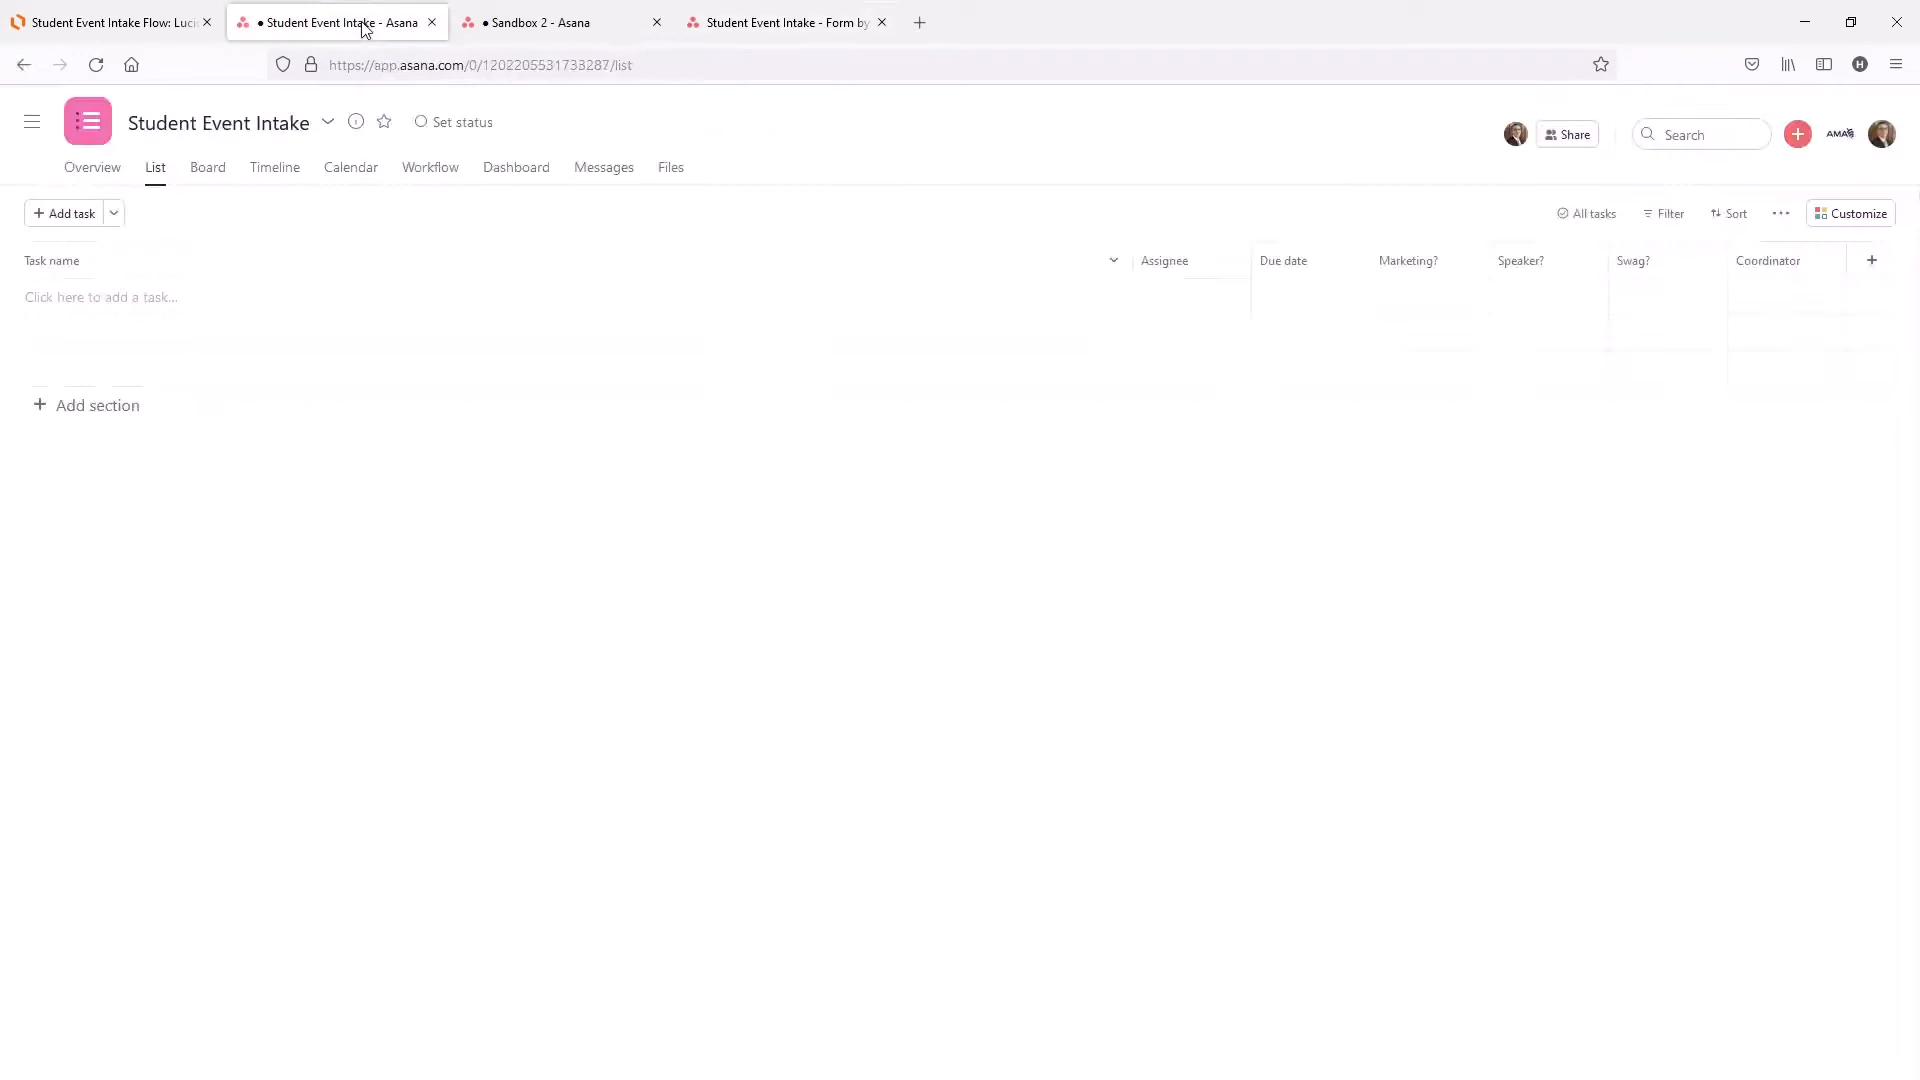 Student Event Intake Flow: Luci
• Student Event Intake - Asana
• Sandbox 2 - Asana
Student Event Intake - Form by
https://app.asana.com/0/1202205531733287/list
H
Student Event Intake
Set status
Share
Search
AMA
Overview
List
Board
Timeline
Calendar
Workflow
Dashboard
Messages
Files
+ Add task
All tasks
Filter
Sort
Customize
Task name
Assignee
Due date
Marketing?
Speaker?
Swag?
Coordinator
Click here to add a task...
+ Add section